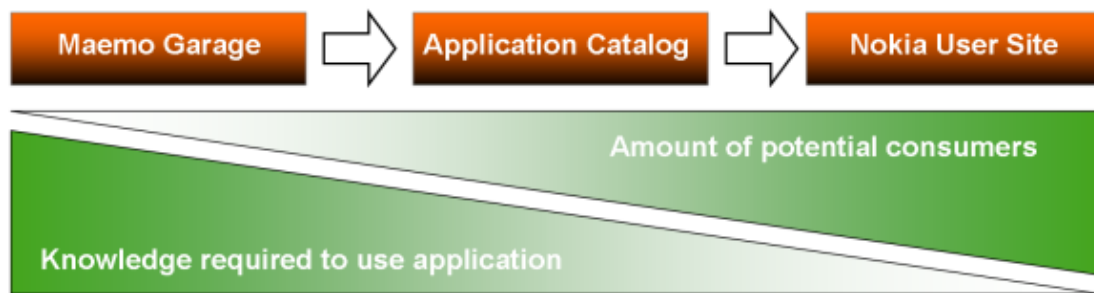 Maemo Garage
Application Catalog
Nokia User Site
Amount of potential consumers
Knowledge required to use application